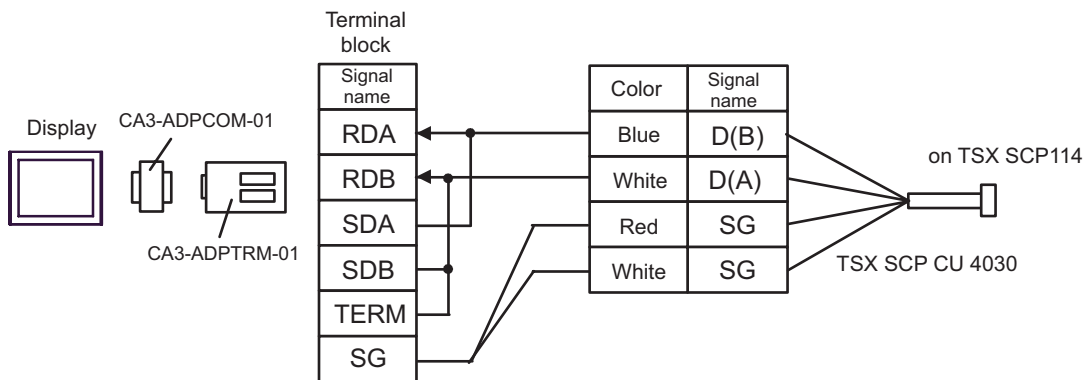 Terminal
block
Signal
name
RDA
RDB
SDA
SDB
TERM
SG
Display
CA3-ADPCOM-01
CA3-ADPTRM-01
Color
Signal
name
Blue
D(B)
White
D(A)
Red
SG
White
SG
on TSX SCP114
TSX SCP CU 4030